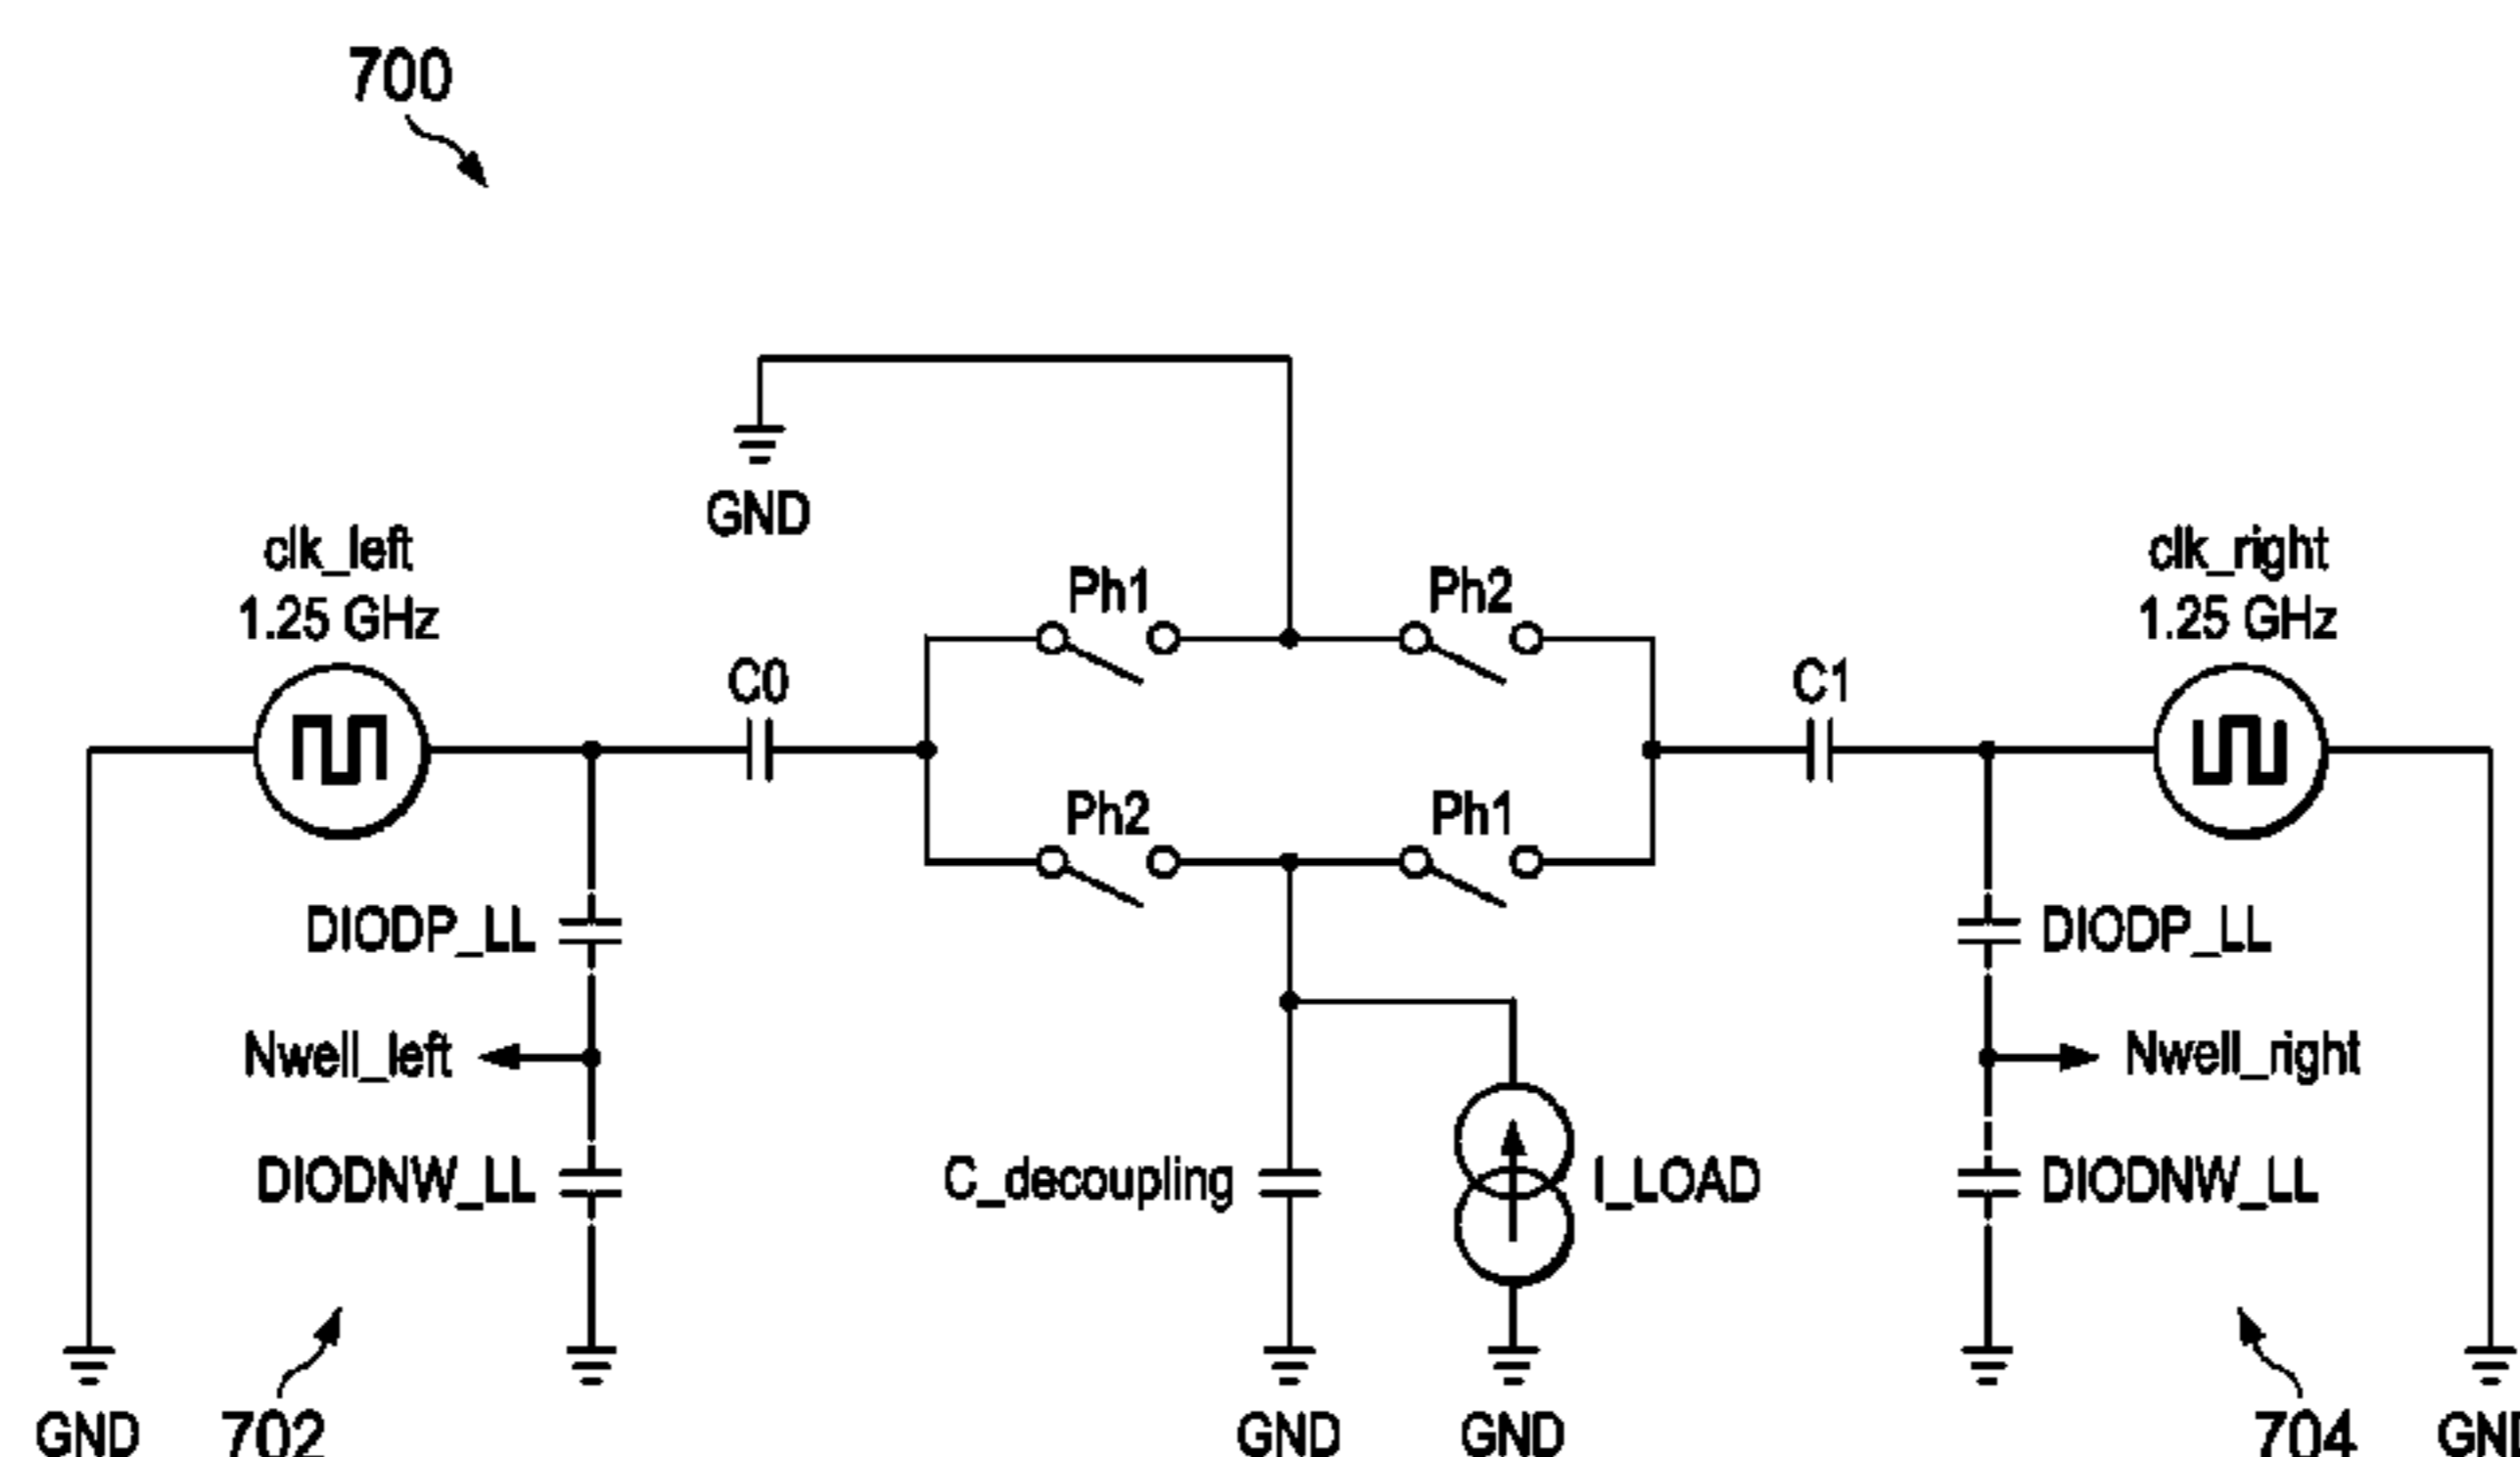 700
GND
clk_left
1.25 GHz
clk_right
1.25 GHz
Ph1
Ph2
C0
C1
Ph2
Ph1
DIODP_LL
DIODP_LL
Nwell_left
Nwell_right
DIODNW_LL
C_decoupling
I_LOAD
DIODNW_LL
GND
702
GND
GND
704
GND